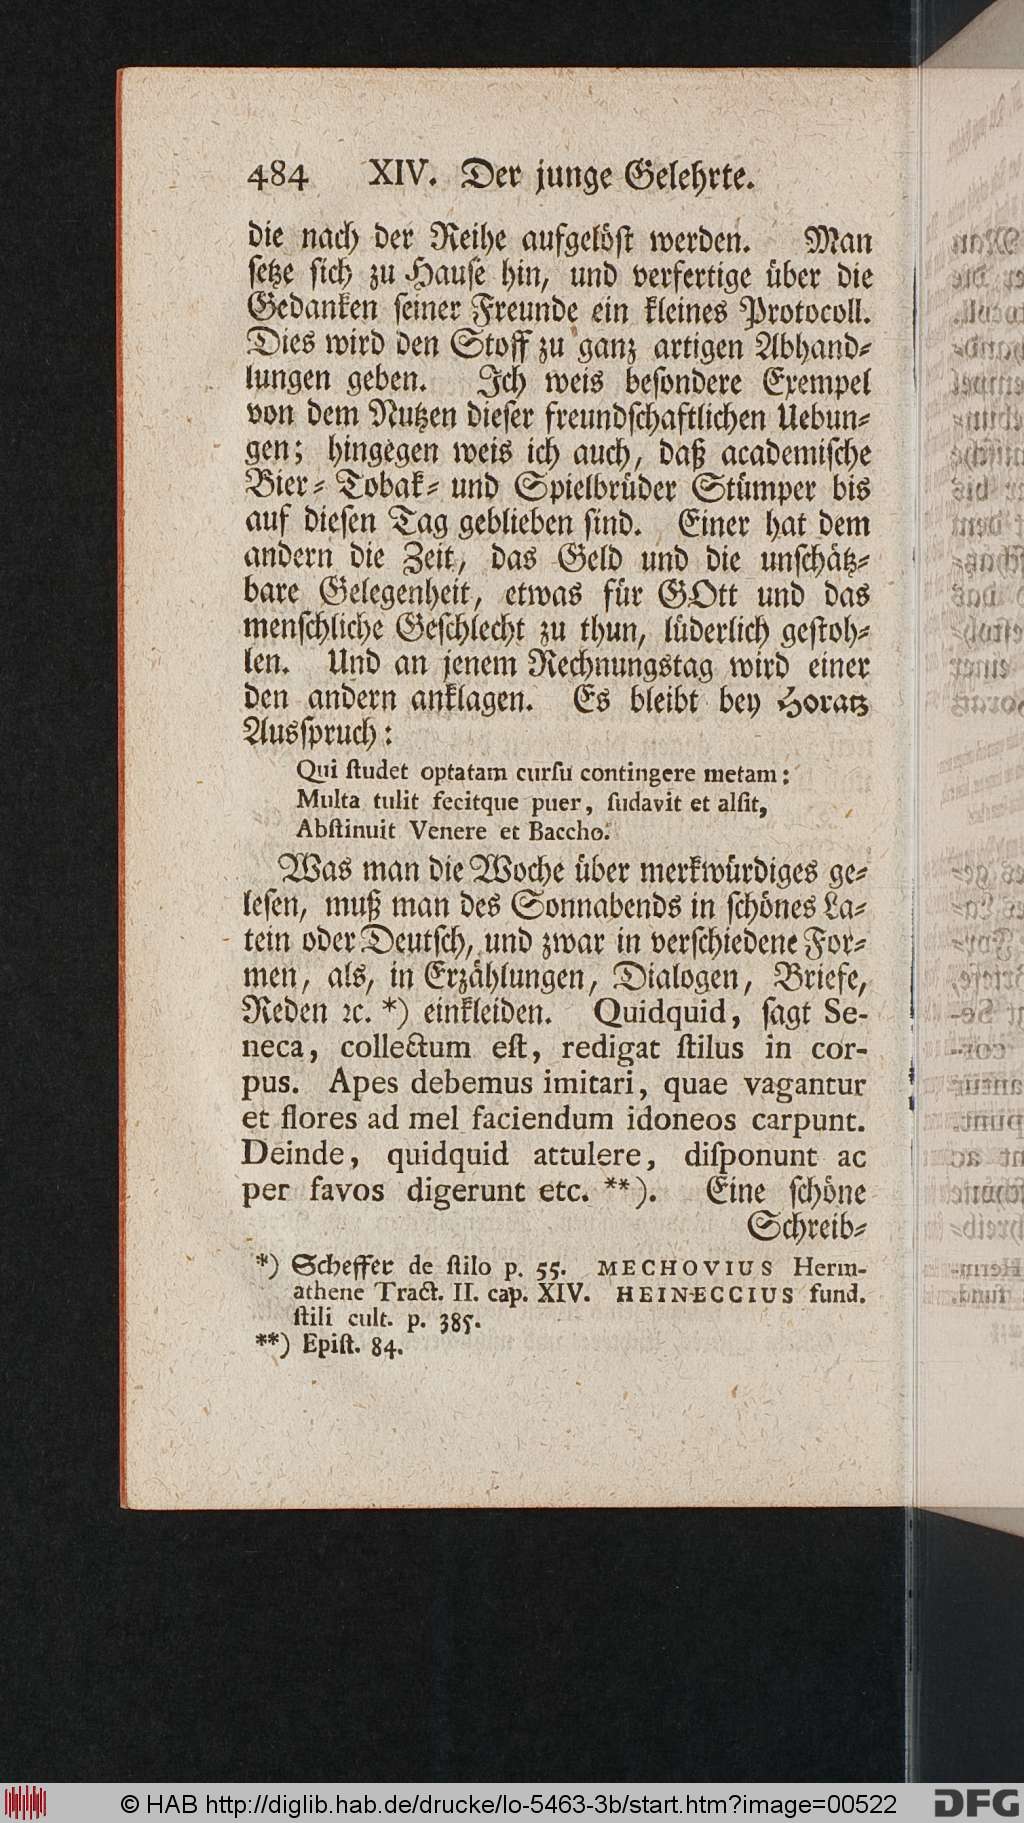 484 XIV. Der junge Gelehrte.
die nach der Reihe aufgelöst werden. Man
setze sich zu Hause hin, und verfertige über die
Gedanken seiner Freunde ein kleines Protocoll.
Dies wird den Stoff zu ganz artigen Abhand-
lungen geben. Ich weis besondere Exempel
von dem Nutzen dieser freundschaftlichen Uebun-
gen; hingegen weis ich auch, daß academische
Bier- Tobak- und Spielbrüder Stümper bis
auf diesen Tag geblieben sind. Einer hat dem
andern die Zeit, das Geld und die unschätz-
bare Gelegenheit, etwas für GOtt und das
menschliche Geschlecht zu thun, lüderlich gestoh-
len. Und an jenem Rechnungstag wird einer
den andern anklagen. Es bleibt bey Horatz
Ausspruch:
Qui ſtudet optatam curſu contingere metam:
Multa tulit fecitque puer, ſudavit et alſit,
Abſtinuit Venere et Baccho.
Was man die Woche über merkwürdiges ge-
lesen, muß man des Sonnabends in schönes La-
tein oder Deutsch, und zwar in verschiedene For-
men, als, in Erzählungen, Dialogen, Briefe,
Reden ꝛc. *) einkleiden. Quidquid, sagt Se-
neca, collectum eſt, redigat ſtilus in cor-
pus. Apes debemus imitari, quae vagantur
et flores ad mel faciendum idoneos carpunt.
Deinde, quidquid attulere, diſponunt ac
per favos digerunt etc. **). Eine schöne
Schreib-
*) Scheffer de ſtilo p. 55. MECHOVIUS Herm-
athene Tract. II. cap. XIV. HEINECCIUS fund.
ſtili cult. p. 385.
**) Epiſt. 84.
© HAB http://diglib.hab.de/drucke/lo-5463-3b/start.htm?image=00522 DFG